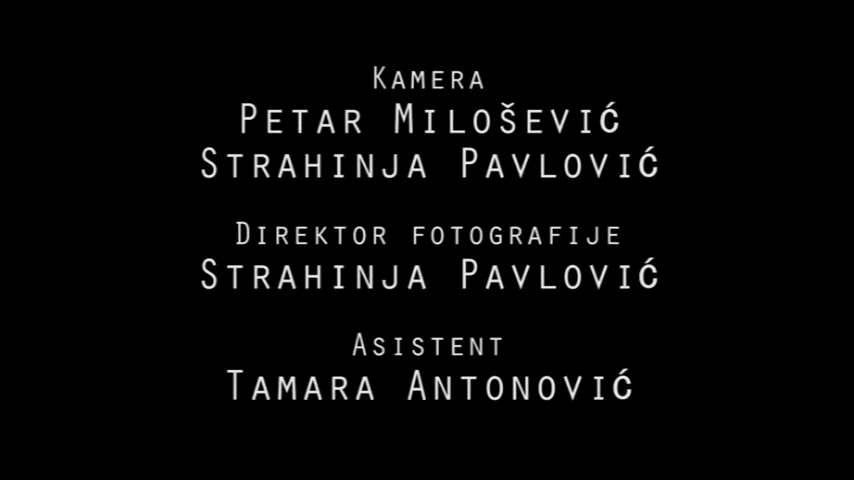 Kamera
Petar Milošević
Strahinja Pavlović
Direktor fotografije
Strahinja Pavlović
Asistent
Tamara Antonović